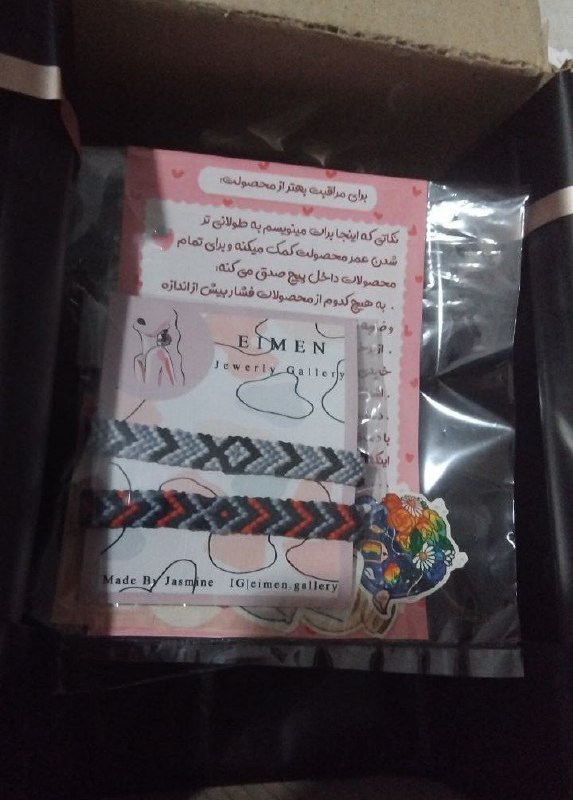 برای مراقبت بهتر از محصولت:
نکاتی که اینجا برات مینویسم به طولانی تر
شدن عمر محصولت کمک میکنه و برای تمام
محصولات داخل پیج صدق می کنه:
. به هیچ کدوم از محصولات فشار بیش از اندازه
EIMEN
Jewerly Gallery
Made By Jasmine IG|eimen.gallery